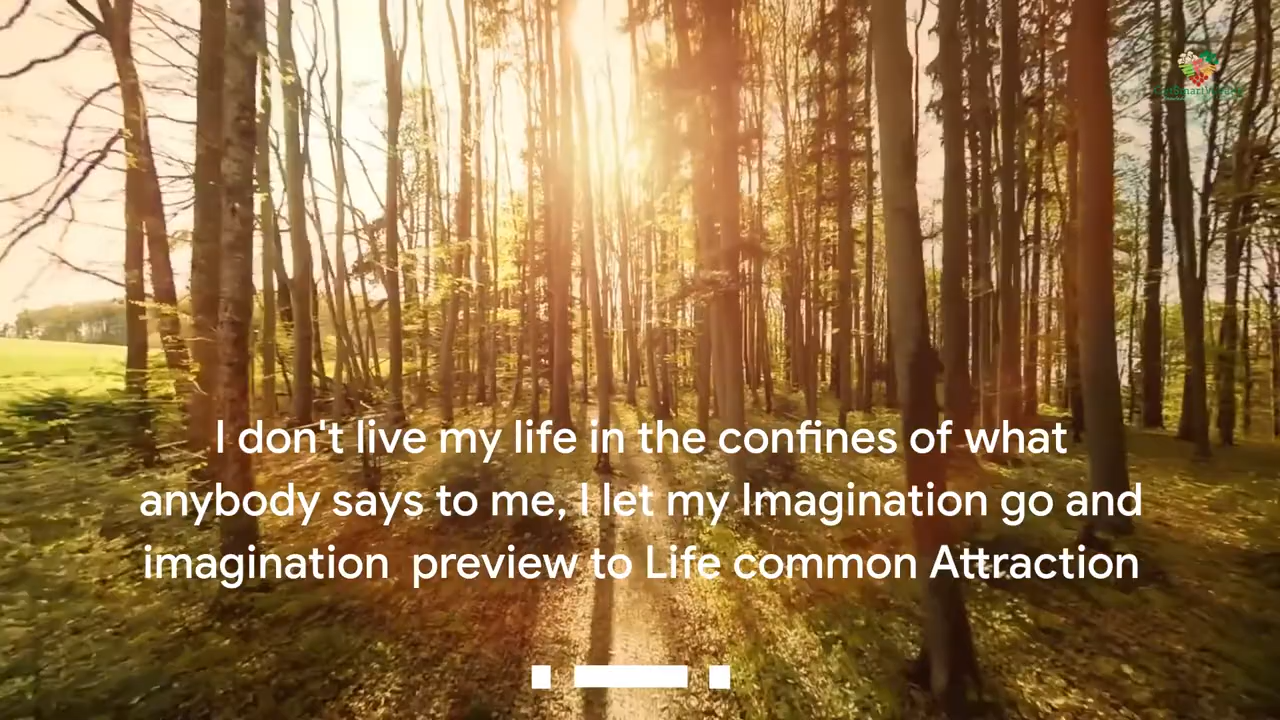 I don't live my life in the confines of what
anybody says to me, I let my Imagination go and
imagination  preview to Life common Attraction